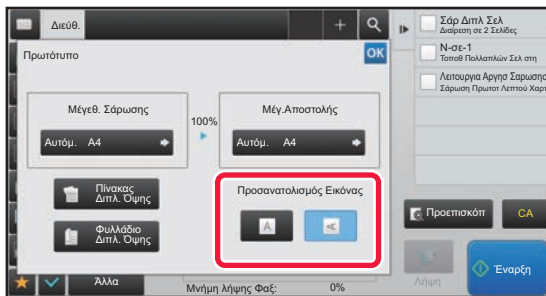 Διεύθ.
Πρωτότυπο
OK
Μέγεθ. Σάρωσης
100%
Μέγ.Αποστολής
Αυτόμ. A4
Αυτόμ. A4
Πίνακας
Διπλ. Όψης
Φυλλάδιο
Διπλ. Όψης
Προσανατολισμός Εικόνας
A
A
Άλλα
Μνήμη λήψης Φαξ: 0%
Σάρ Διπλ Σελ
Διαίρεση σε 2 Σελίδες
N-σε-1
Τοποθ Πολλαπλών Σελ στη
Λειτουργια Αργησ Σαρωσης
Σάρωση Πρωτοτ Λεπτού Χαρτ
Προεπισκόπ
CA
Λήψη
Έναρξη